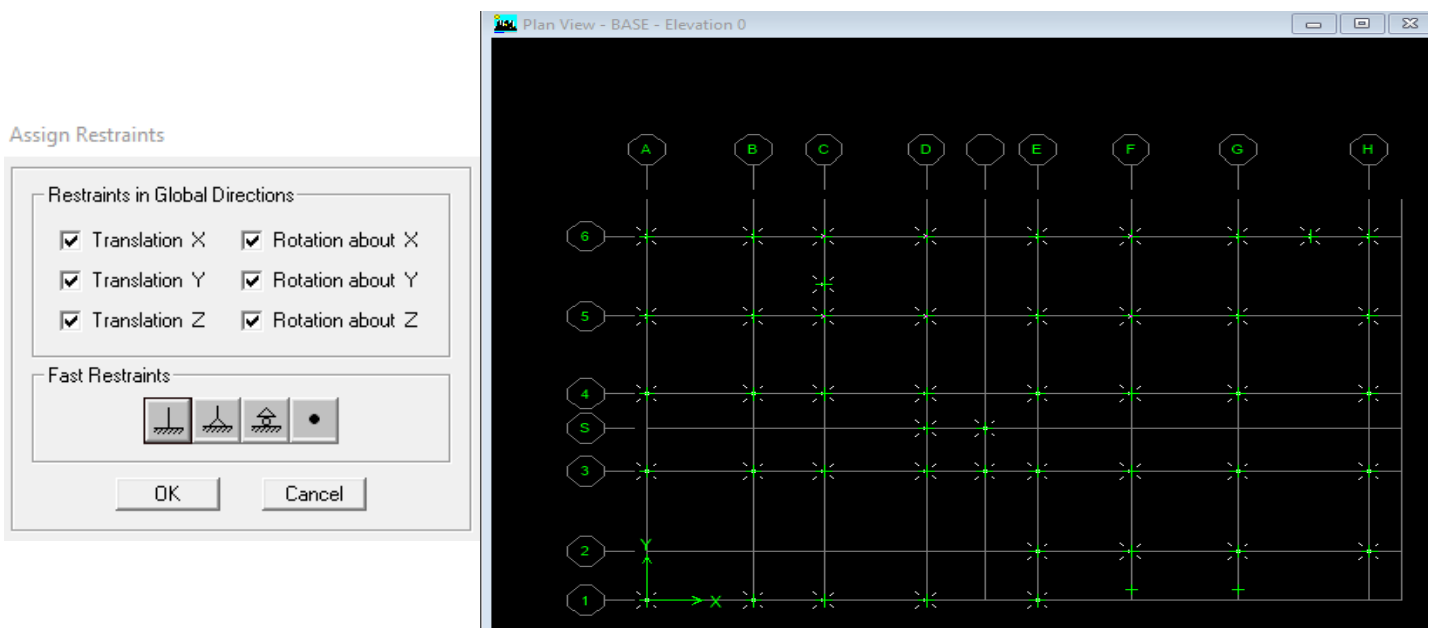 Plan View - BASE - Elevation 0
Assign Restraints
Restraints in Global Directions
Translation X Rotation about X
Translation Y Rotation about Y
Translation Z Rotation about Z
Fast Restraints
OK Cancel
A B C D E F G H
6
5
4
S
3
2
1
Y
X